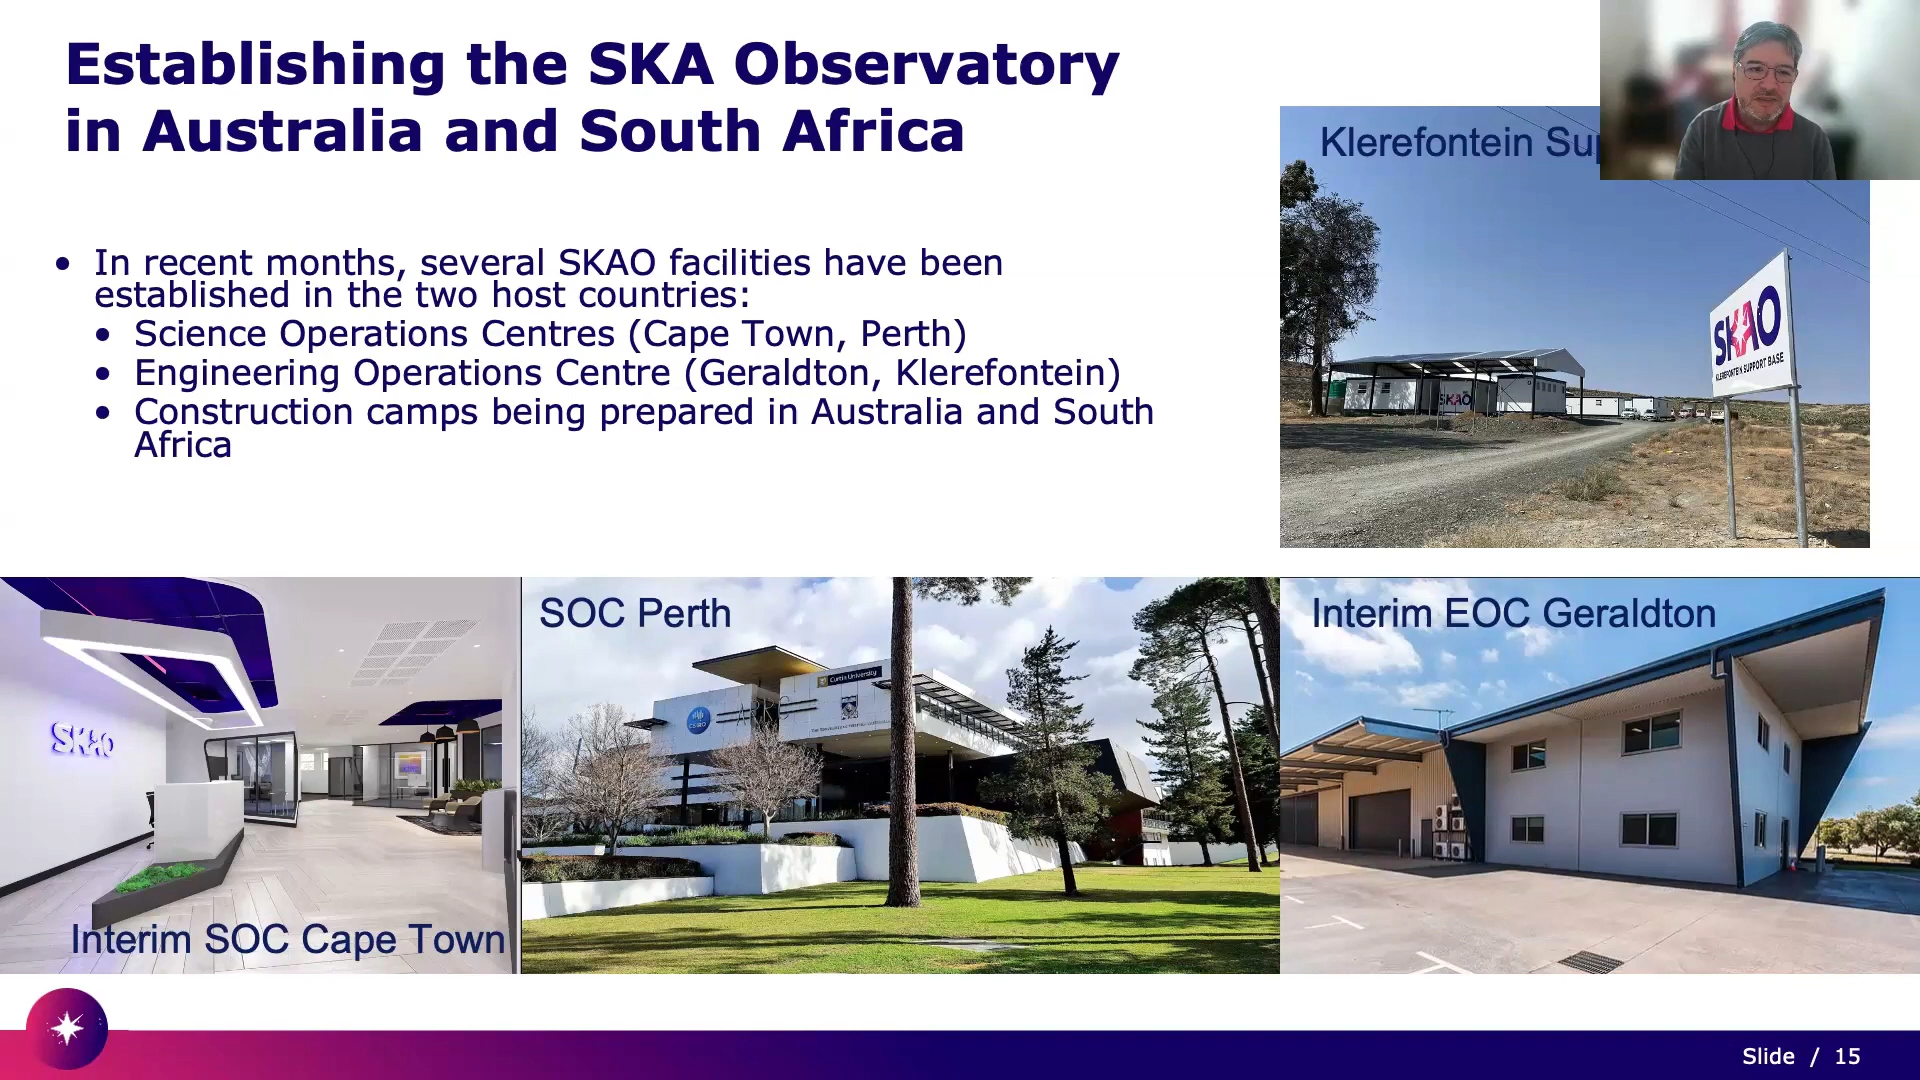 Establishing the SKA Observatory
in Australia and South Africa
• In recent months, several SKAO facilities have been
established in the two host countries:
• Science Operations Centres (Cape Town, Perth)
• Engineering Operations Centre (Geraldton, Klerefontein)
• Construction camps being prepared in Australia and South
Africa
Klerefontein
SKAO
KLEREFONTEIN SUPPORT BASE
SKAO
SKAO
Interim SOC Cape Town
SOC Perth
Curtin University
CSIRO
Interim EOC Geraldton
Slide / 15